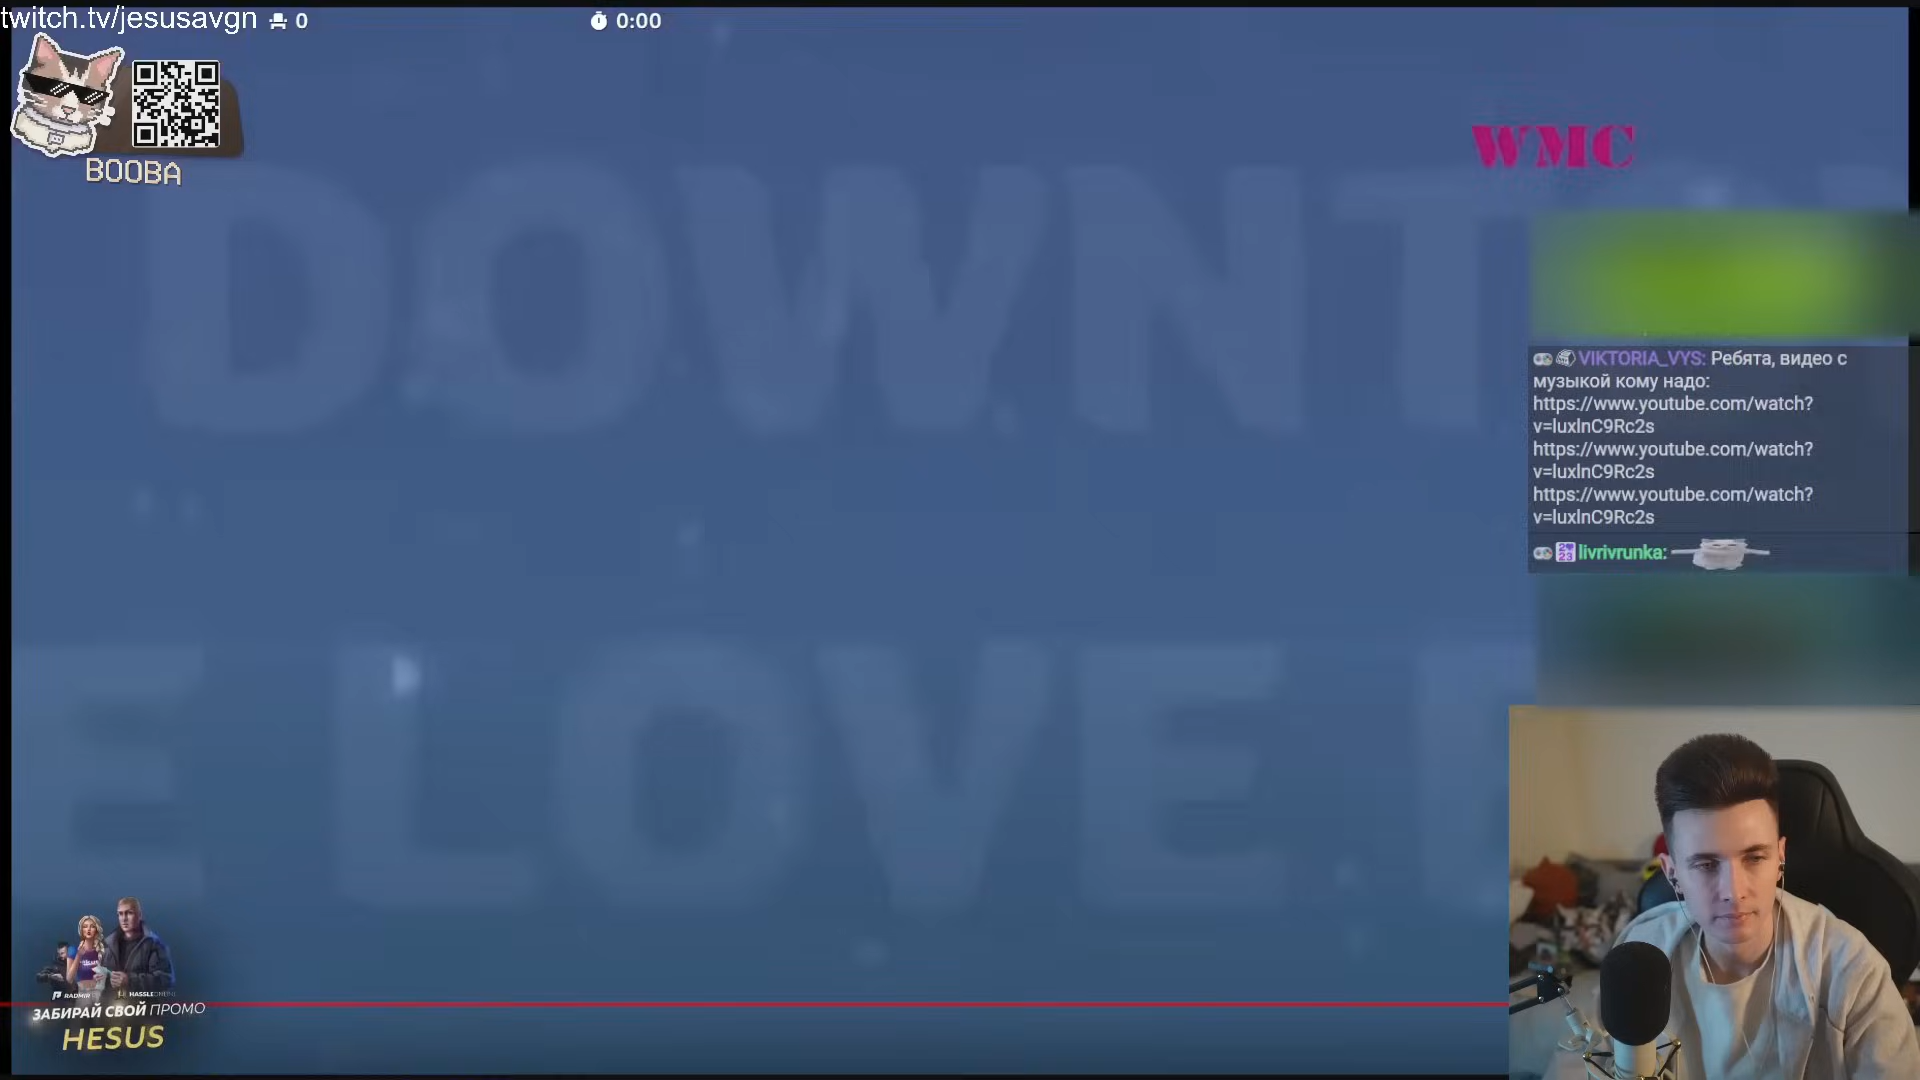 twitch.tv/jesusavgn 0
0:00
BOOBA
WMC
DOWNT
VIKTORIA_VYS: Ребята, видео с
музыкой кому надо:
https://www.youtube.com/watch?
v=luxlnC9Rc2s
https://www.youtube.com/watch?
v=luxlnC9Rc2s
https://www.youtube.com/watch?
v=luxlnC9Rc2s
livrivrunka:
E LOVE
RADMIR
ЗАБИРАЙ СВОЙ ПРОМО
HESUS